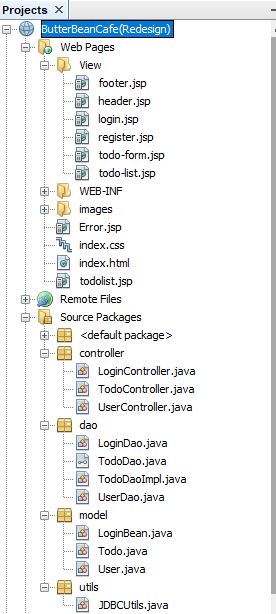 Projects
ButterBeanCafe(Redesign)
Web Pages
View
footer.jsp
header.jsp
login.jsp
register.jsp
todo-form.jsp
todo-list.jsp
WEB-INF
images
Error.jsp
index.css
index.html
todolist.jsp
Remote Files
Source Packages
<default package>
controller
LoginController.java
TodoController.java
UserController.java
dao
LoginDao.java
TodoDao.java
TodoDaoImpl.java
UserDao.java
model
LoginBean.java
Todo.java
User.java
utils
JDBCUtils.java